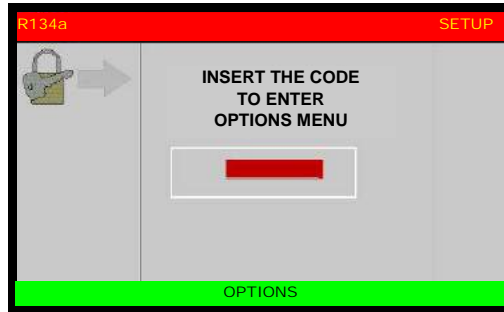 R134a SETUP
INSERT THE CODE
TO ENTER
OPTIONS MENU
OPTIONS